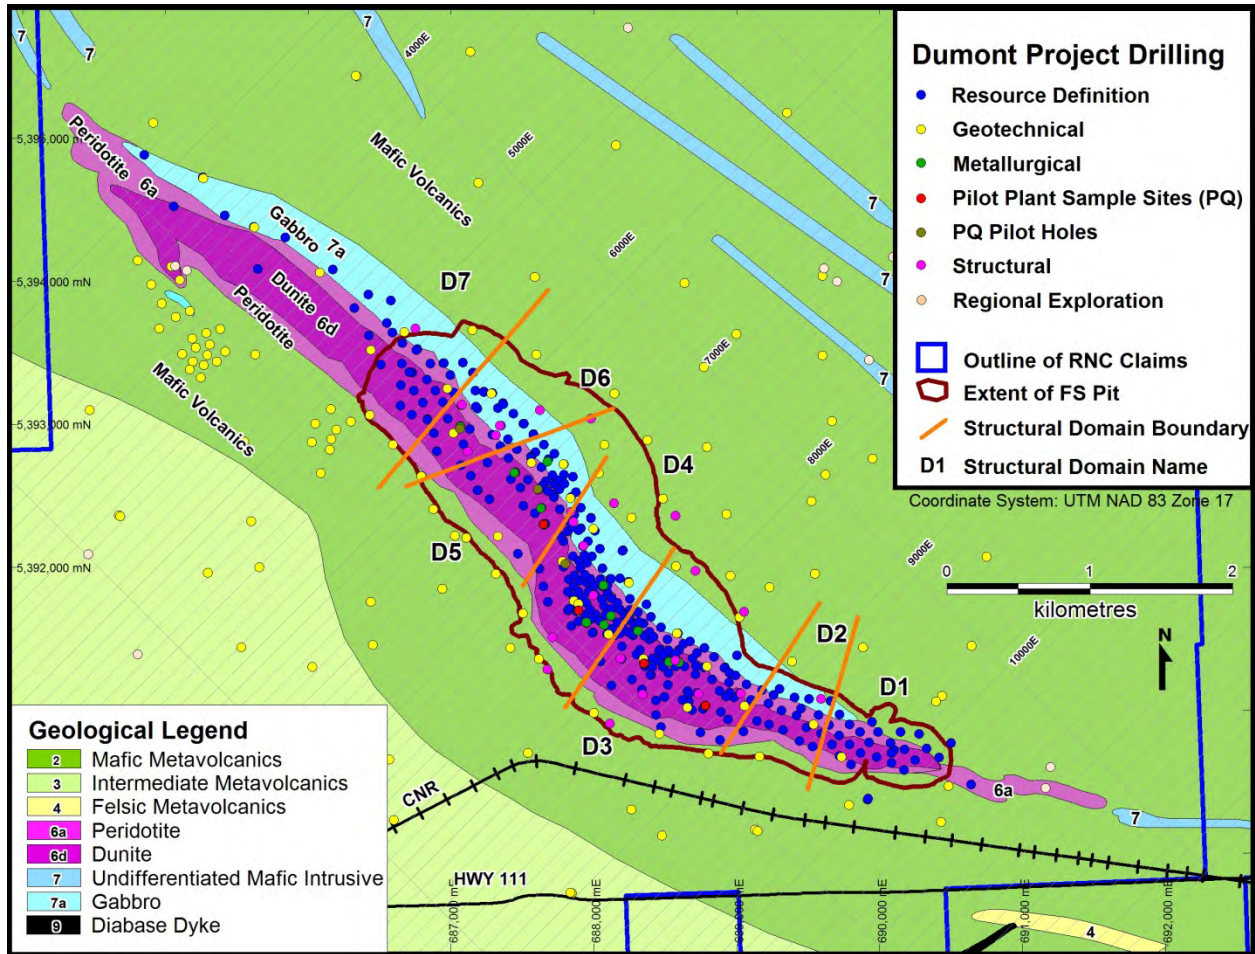 7
7
7
4000E
5,395,000 mN
Peridotite 6a
Mafic Volcanics
5000E
Gabbro 7a
6000E
7
7
7
5,394,000 mN
Dunite 6d
Peridotite
D7
Mafic Volcanics
7000E
D6
5,393,000 mN
D4
8000E
D5
5,392,000 mN
9000E
D2
10000E
D1
D3
6a
7
CNR
HWY 111
687,000 mE
688,000 mE
690,000 mE
691,000 mE
692,000 mE
4
Dumont Project Drilling
Resource Definition
Geotechnical
Metallurgical
Pilot Plant Sample Sites (PQ)
PQ Pilot Holes
Structural
Regional Exploration
Outline of RNC Claims
Extent of FS Pit
Structural Domain Boundary
D1 Structural Domain Name
Coordinate System: UTM NAD 83 Zone 17
0 1 2
kilometres
N
Geological Legend
2 Mafic Metavolcanics
3 Intermediate Metavolcanics
4 Felsic Metavolcanics
6a Peridotite
6d Dunite
7 Undifferentiated Mafic Intrusive
7a Gabbro
9 Diabase Dyke